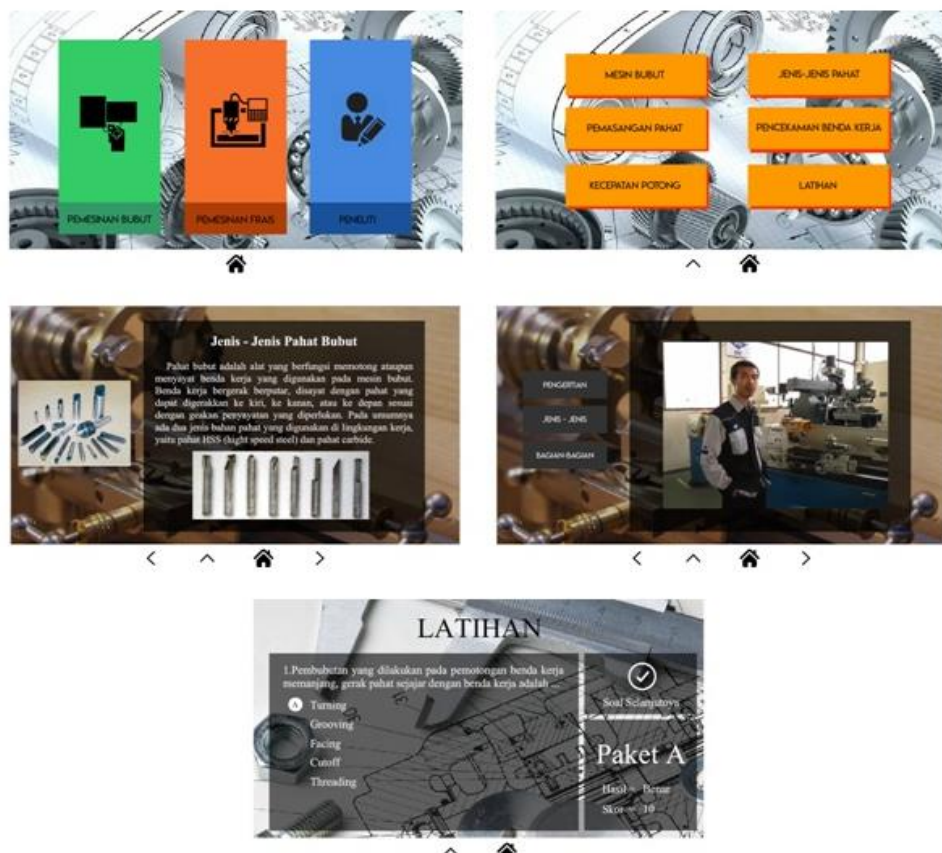 PEMESINAN BUBUT
PEMESINAN FRAIS
PENELITI
MESIN BUBUT
JENIS-JENIS PAHAT
PEMASANGAN PAHAT
PENCEKAMAN BENDA KERJA
KECEPATAN POTONG
LATIHAN
Jenis - Jenis Pahat Bubut
Pahat bubut adalah alat yang berfungsi memotong ataupun
menyayat benda kerja yang digunakan pada mesin bubut.
Benda kerja bergerak berputar, disayat dengan pahat yang
dapat digerakkan ke kiri, ke kanan, atau ke depan sesuai
dengan geakan penyayatan yang diperlukan. Pada umumnya
ada dua jenis bahan pahat yang digunakan di lingkungan kerja,
yaitu pahat HSS (hight speed steel) dan pahat carbide.
PENGERTIAN
JENIS - JENIS
BAGIAN-BAGIAN
LATIHAN
1.Pembubutan yang dilakukan pada pemotongan benda kerja
memanjang, gerak pahat sejajar dengan benda kerja adalah ...
A Turning
Grooving
Facing
Cutoff
Threading
Soal Selanjutnya
Paket A
Hasil = Benar
Skor = 10